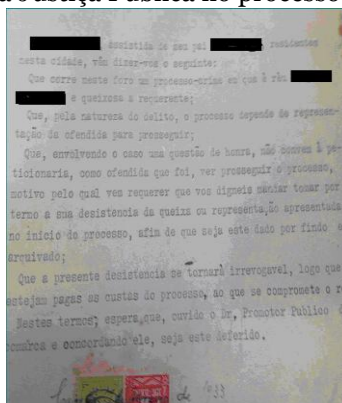 a Justiça Pública no processo
assistida de seu pai residentes
nesta cidade, vêm dizer-vos o seguinte:
Que corre neste foro um processo-crime em que é réu
e queixosa a requerente;
Que, pela natureza do delito, o processo depende de represen-
tação da ofendida para proseguir;
Que, envolvendo o caso uma questão de honra, não convem á pe-
ticionaria, como ofendida que foi, ver proseguir o processo,
motivo pelo qual vem requerer que vos digneis mandar tomar por
termo a sua desistencia da queixa ou representação apresentada
no inicio do processo, afim de que seja este dado por findo e
arquivado;
Que a presente desistencia se tornará irrevogavel, logo que
estejam pagas as custas do processo, ao que se compromete o r
Nestes termos, espera, que, ouvido o Dr. Promotor Publico
comarca e concordando ele, seja este deferido.
de 1933